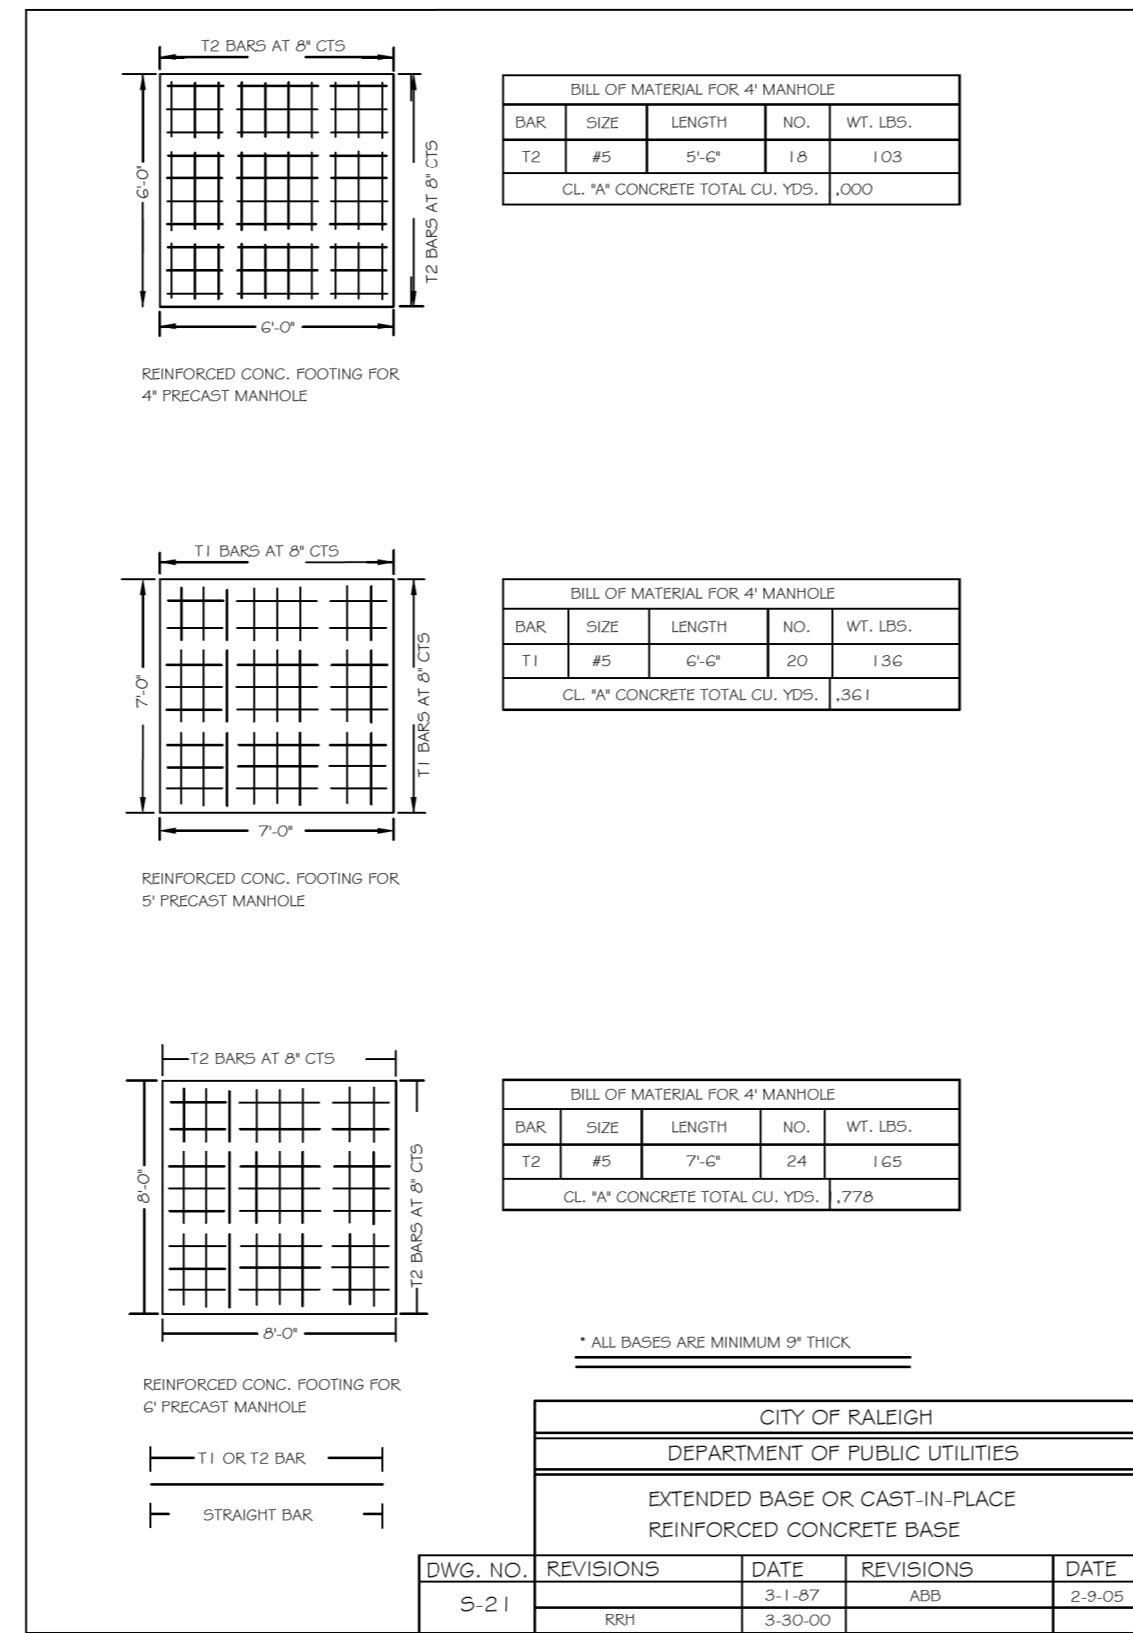 T2 BARS AT 8" CTS
6'-0"
T2 BARS AT 8" CTS
6'-0"
REINFORCED CONC. FOOTING FOR
4" PRECAST MANHOLE
BILL OF MATERIAL FOR 4' MANHOLE
BAR SIZE LENGTH NO. WT. LBS.
T2 #5 5'-6" 18 103
CL. "A" CONCRETE TOTAL CU. YDS. ,000
T1 BARS AT 8" CTS
7'-0"
T1 BARS AT 8" CTS
7'-0"
REINFORCED CONC. FOOTING FOR
5' PRECAST MANHOLE
BILL OF MATERIAL FOR 4' MANHOLE
BAR SIZE LENGTH NO. WT. LBS.
T1 #5 6'-6" 20 136
CL. "A" CONCRETE TOTAL CU. YDS. ,361
T2 BARS AT 8" CTS
8'-0"
T2 BARS AT 8" CTS
8'-0"
REINFORCED CONC. FOOTING FOR
6' PRECAST MANHOLE
BILL OF MATERIAL FOR 4' MANHOLE
BAR SIZE LENGTH NO. WT. LBS.
T2 #5 7'-6" 24 165
CL. "A" CONCRETE TOTAL CU. YDS. ,778
T1 OR T2 BAR
STRAIGHT BAR
* ALL BASES ARE MINIMUM 9" THICK
CITY OF RALEIGH
DEPARTMENT OF PUBLIC UTILITIES
EXTENDED BASE OR CAST-IN-PLACE
REINFORCED CONCRETE BASE
DWG. NO. REVISIONS DATE REVISIONS DATE
S-21 3-1-87 ABB 2-9-05
RRH 3-30-00